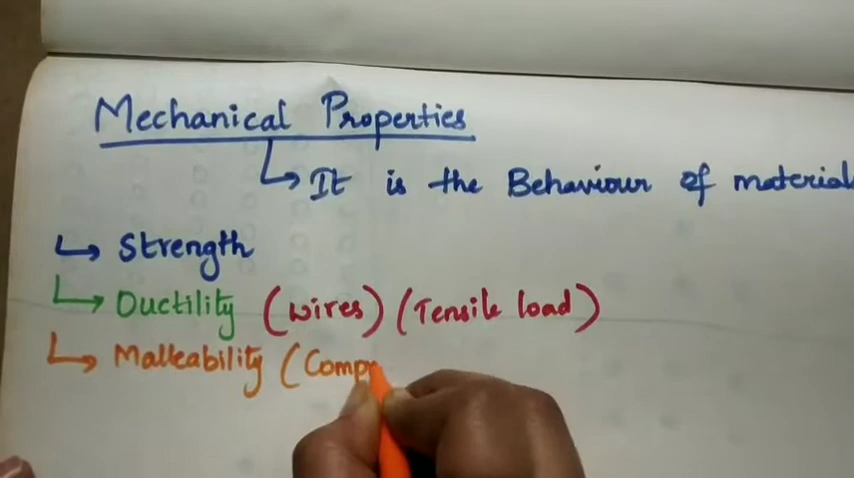 Mechanical Properties
↳ It is the Behaviour of material
↳ Strength
↳ Ductility (wires) (Tensile load)
↳ Malleability (Comp